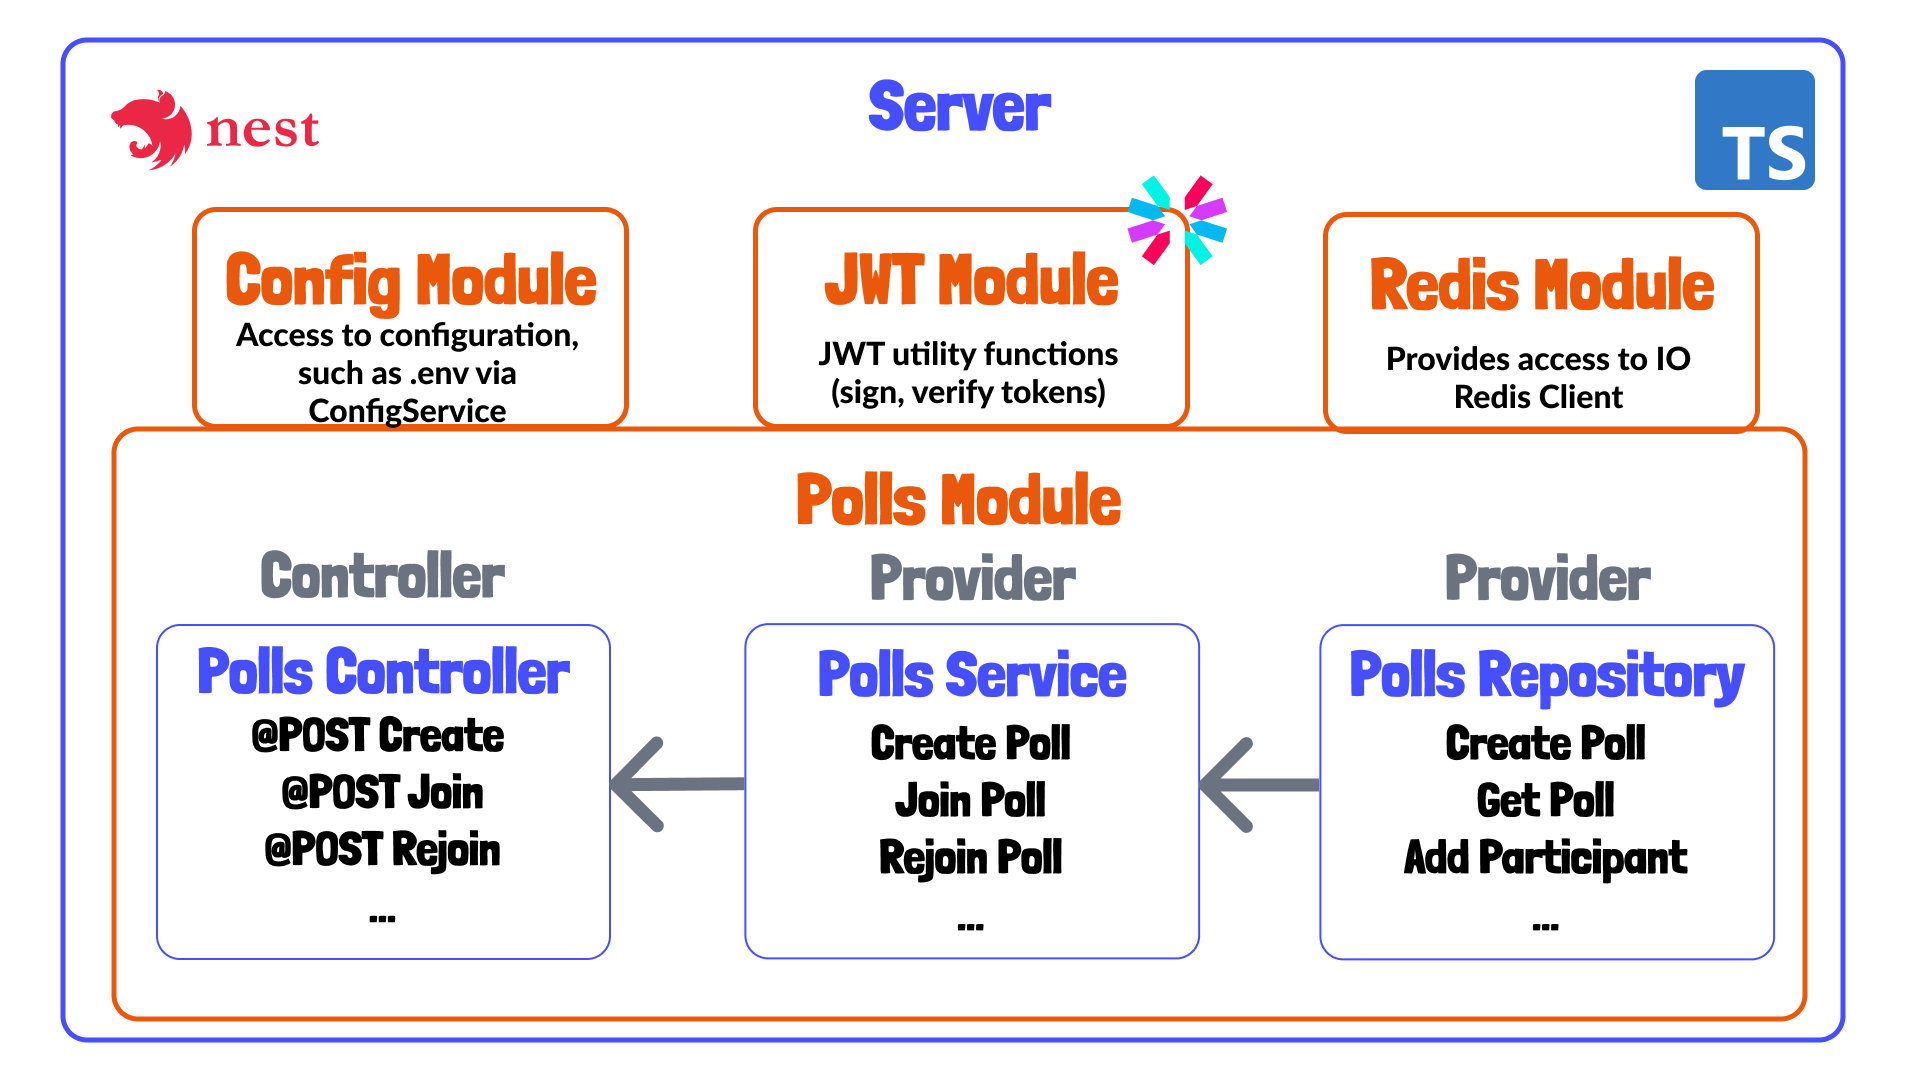 nest
Server
TS
Config Module
Access to configuration,
such as .env via
ConfigService
JWT Module
JWT utility functions
(sign, verify tokens)
Redis Module
Provides access to IO
Redis Client
Polls Module
Controller
Polls Controller
@POST Create
@POST Join
@POST Rejoin
...
Provider
Polls Service
Create Poll
Join Poll
Rejoin Poll
...
Provider
Polls Repository
Create Poll
Get Poll
Add Participant
...